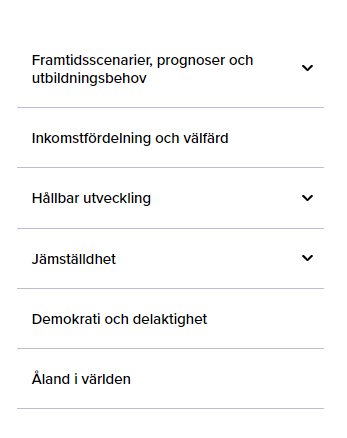 Framtidsscenarier, prognoser och
utbildningsbehov
Inkomstfördelning och välfärd
Hållbar utveckling
Jämställdhet
Demokrati och delaktighet
Åland i världen